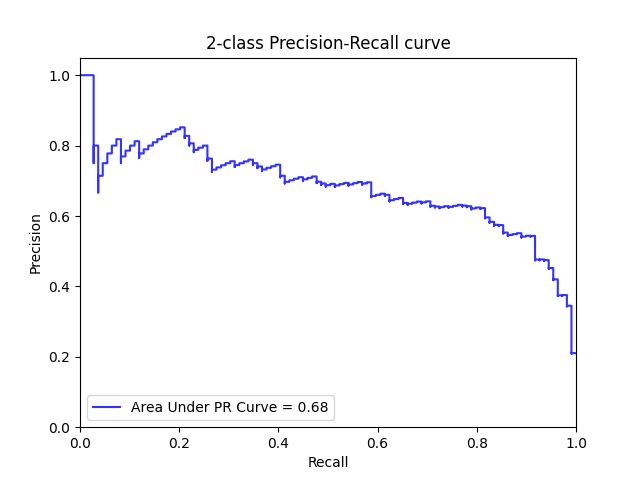 2-class Precision-Recall curve
1.0
0.8
0.6
0.4
0.2
0.0
Precision
Area Under PR Curve = 0.68
0.0 0.2 0.4 0.6 0.8 1.0
Recall